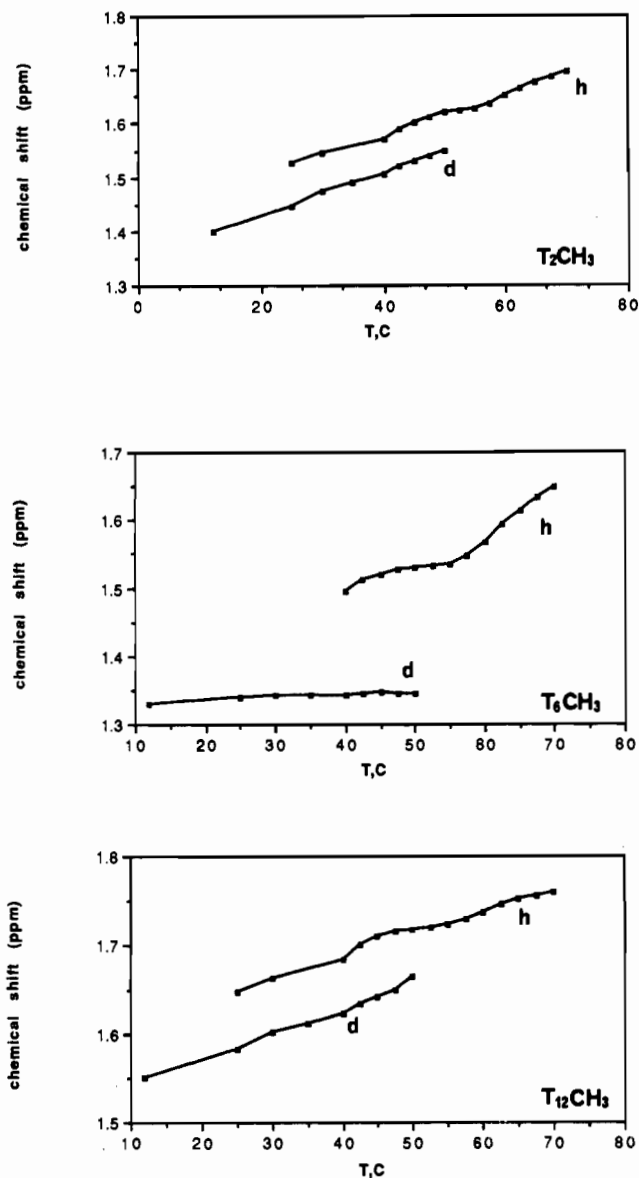 1.8
1.7
1.6
1.5
1.4
1.3
chemical shift (ppm)
h
d
T₂CH₃
0 20 40 60 80
T,C
1.7
1.6
1.5
1.4
1.3
chemical shift (ppm)
h
d
T₆CH₃
10 20 30 40 50 60 70 80
T,C
1.8
1.7
1.6
1.5
chemical shift (ppm)
h
d
T₁₂CH₃
10 20 30 40 50 60 70 80
T,C